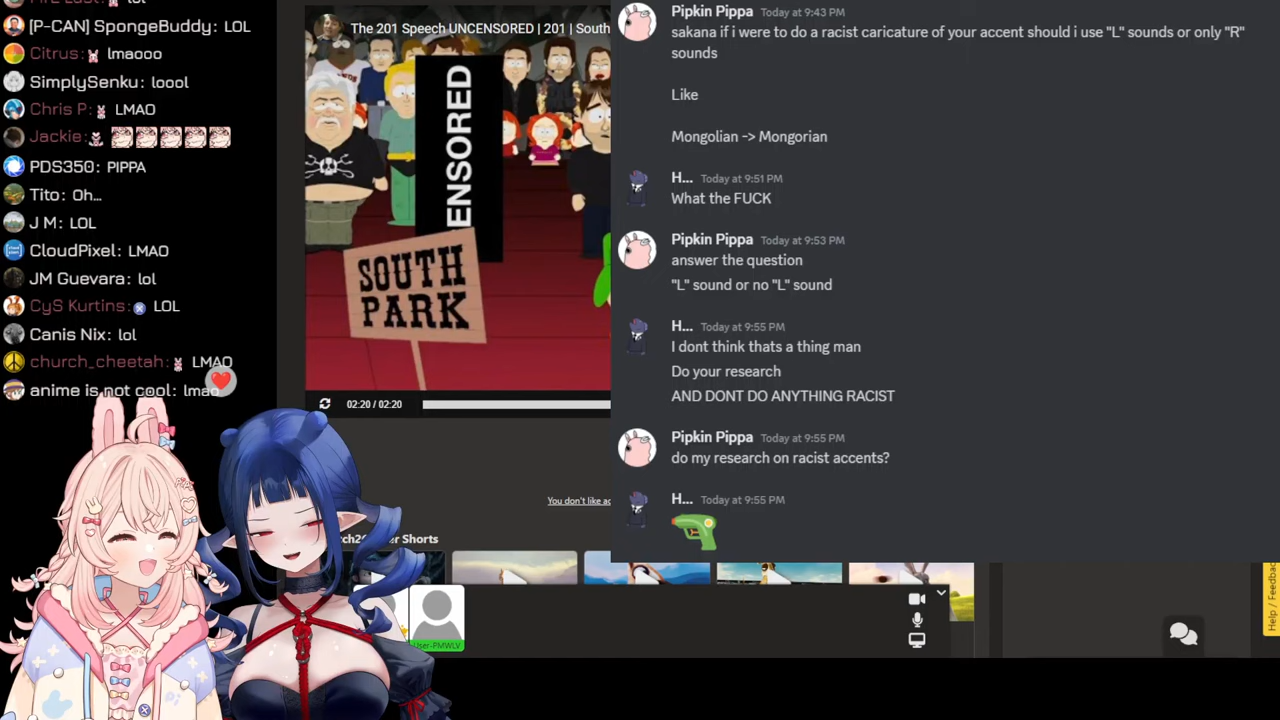 lol
[P-CAN] SpongeBuddy: LOL
Citrus: lmaooo
SimplySenku: loool
Chris P: LMAO
Jackie:
PDS350: PIPPA
Tito: Oh...
J M: LOL
CloudPixel: LMAO
JM Guevara: lol
CyS Kurtins: LOL
Canis Nix: lol
church_cheetah: LMAO
anime is not cool: lmao
The 201 Speech UNCENSORED | 201 | South
ENSORED
SOUTH
PARK
02:20 / 02:20
You don't like
er Shorts
User-PMWLV
Pipkin Pippa Today at 9:43 PM
sakana if i were to do a racist caricature of your accent should i use "L" sounds or only "R"
sounds
Like
Mongolian -> Mongorian
H... Today at 9:51 PM
What the FUCK
Pipkin Pippa Today at 9:53 PM
answer the question
"L" sound or no "L" sound
H... Today at 9:55 PM
I dont think thats a thing man
Do your research
AND DONT DO ANYTHING RACIST
Pipkin Pippa Today at 9:55 PM
do my research on racist accents?
H... Today at 9:55 PM
Help / Feedba